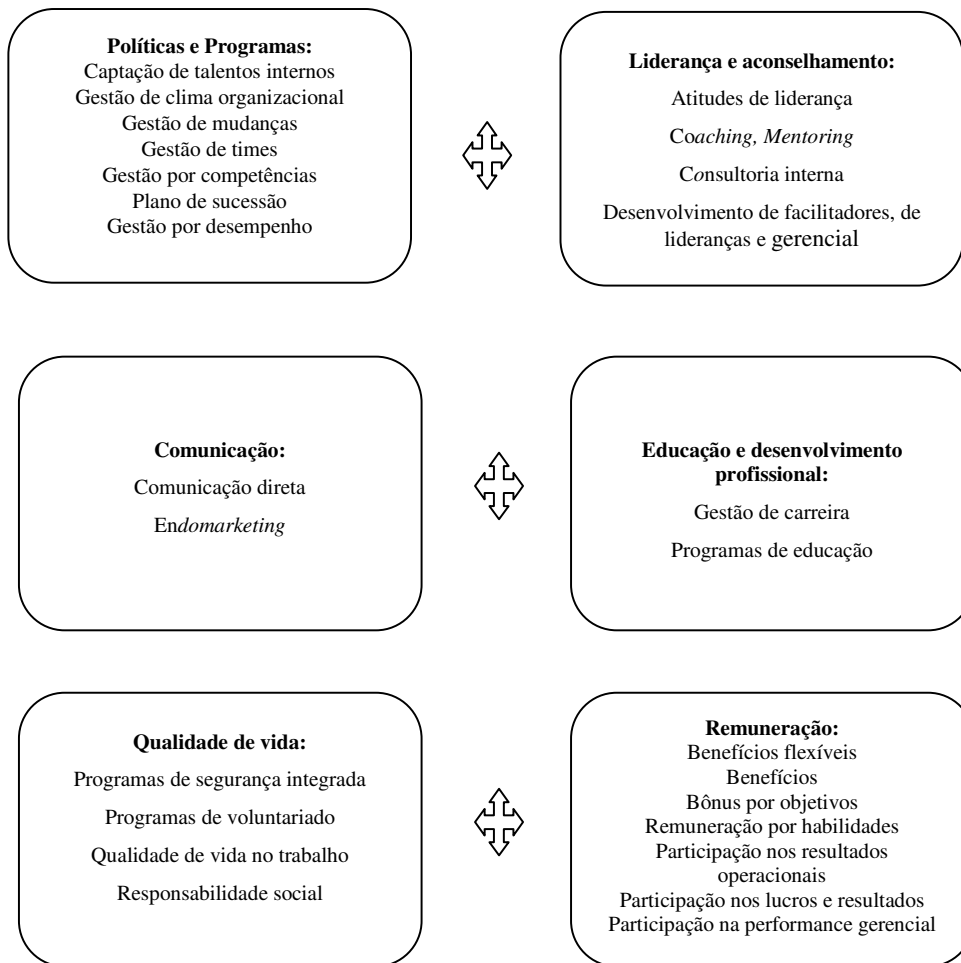 Políticas e Programas:
Captação de talentos internos
Gestão de clima organizacional
Gestão de mudanças
Gestão de times
Gestão por competências
Plano de sucessão
Gestão por desempenho
Liderança e aconselhamento:
Atitudes de liderança
Coaching, Mentoring
Consultoria interna
Desenvolvimento de facilitadores, de
lideranças e gerencial
Comunicação:
Comunicação direta
Endomarketing
Educação e desenvolvimento
profissional:
Gestão de carreira
Programas de educação
Qualidade de vida:
Programas de segurança integrada
Programas de voluntariado
Qualidade de vida no trabalho
Responsabilidade social
Remuneração:
Benefícios flexíveis
Benefícios
Bônus por objetivos
Remuneração por habilidades
Participação nos resultados
operacionais
Participação nos lucros e resultados
Participação na performance gerencial